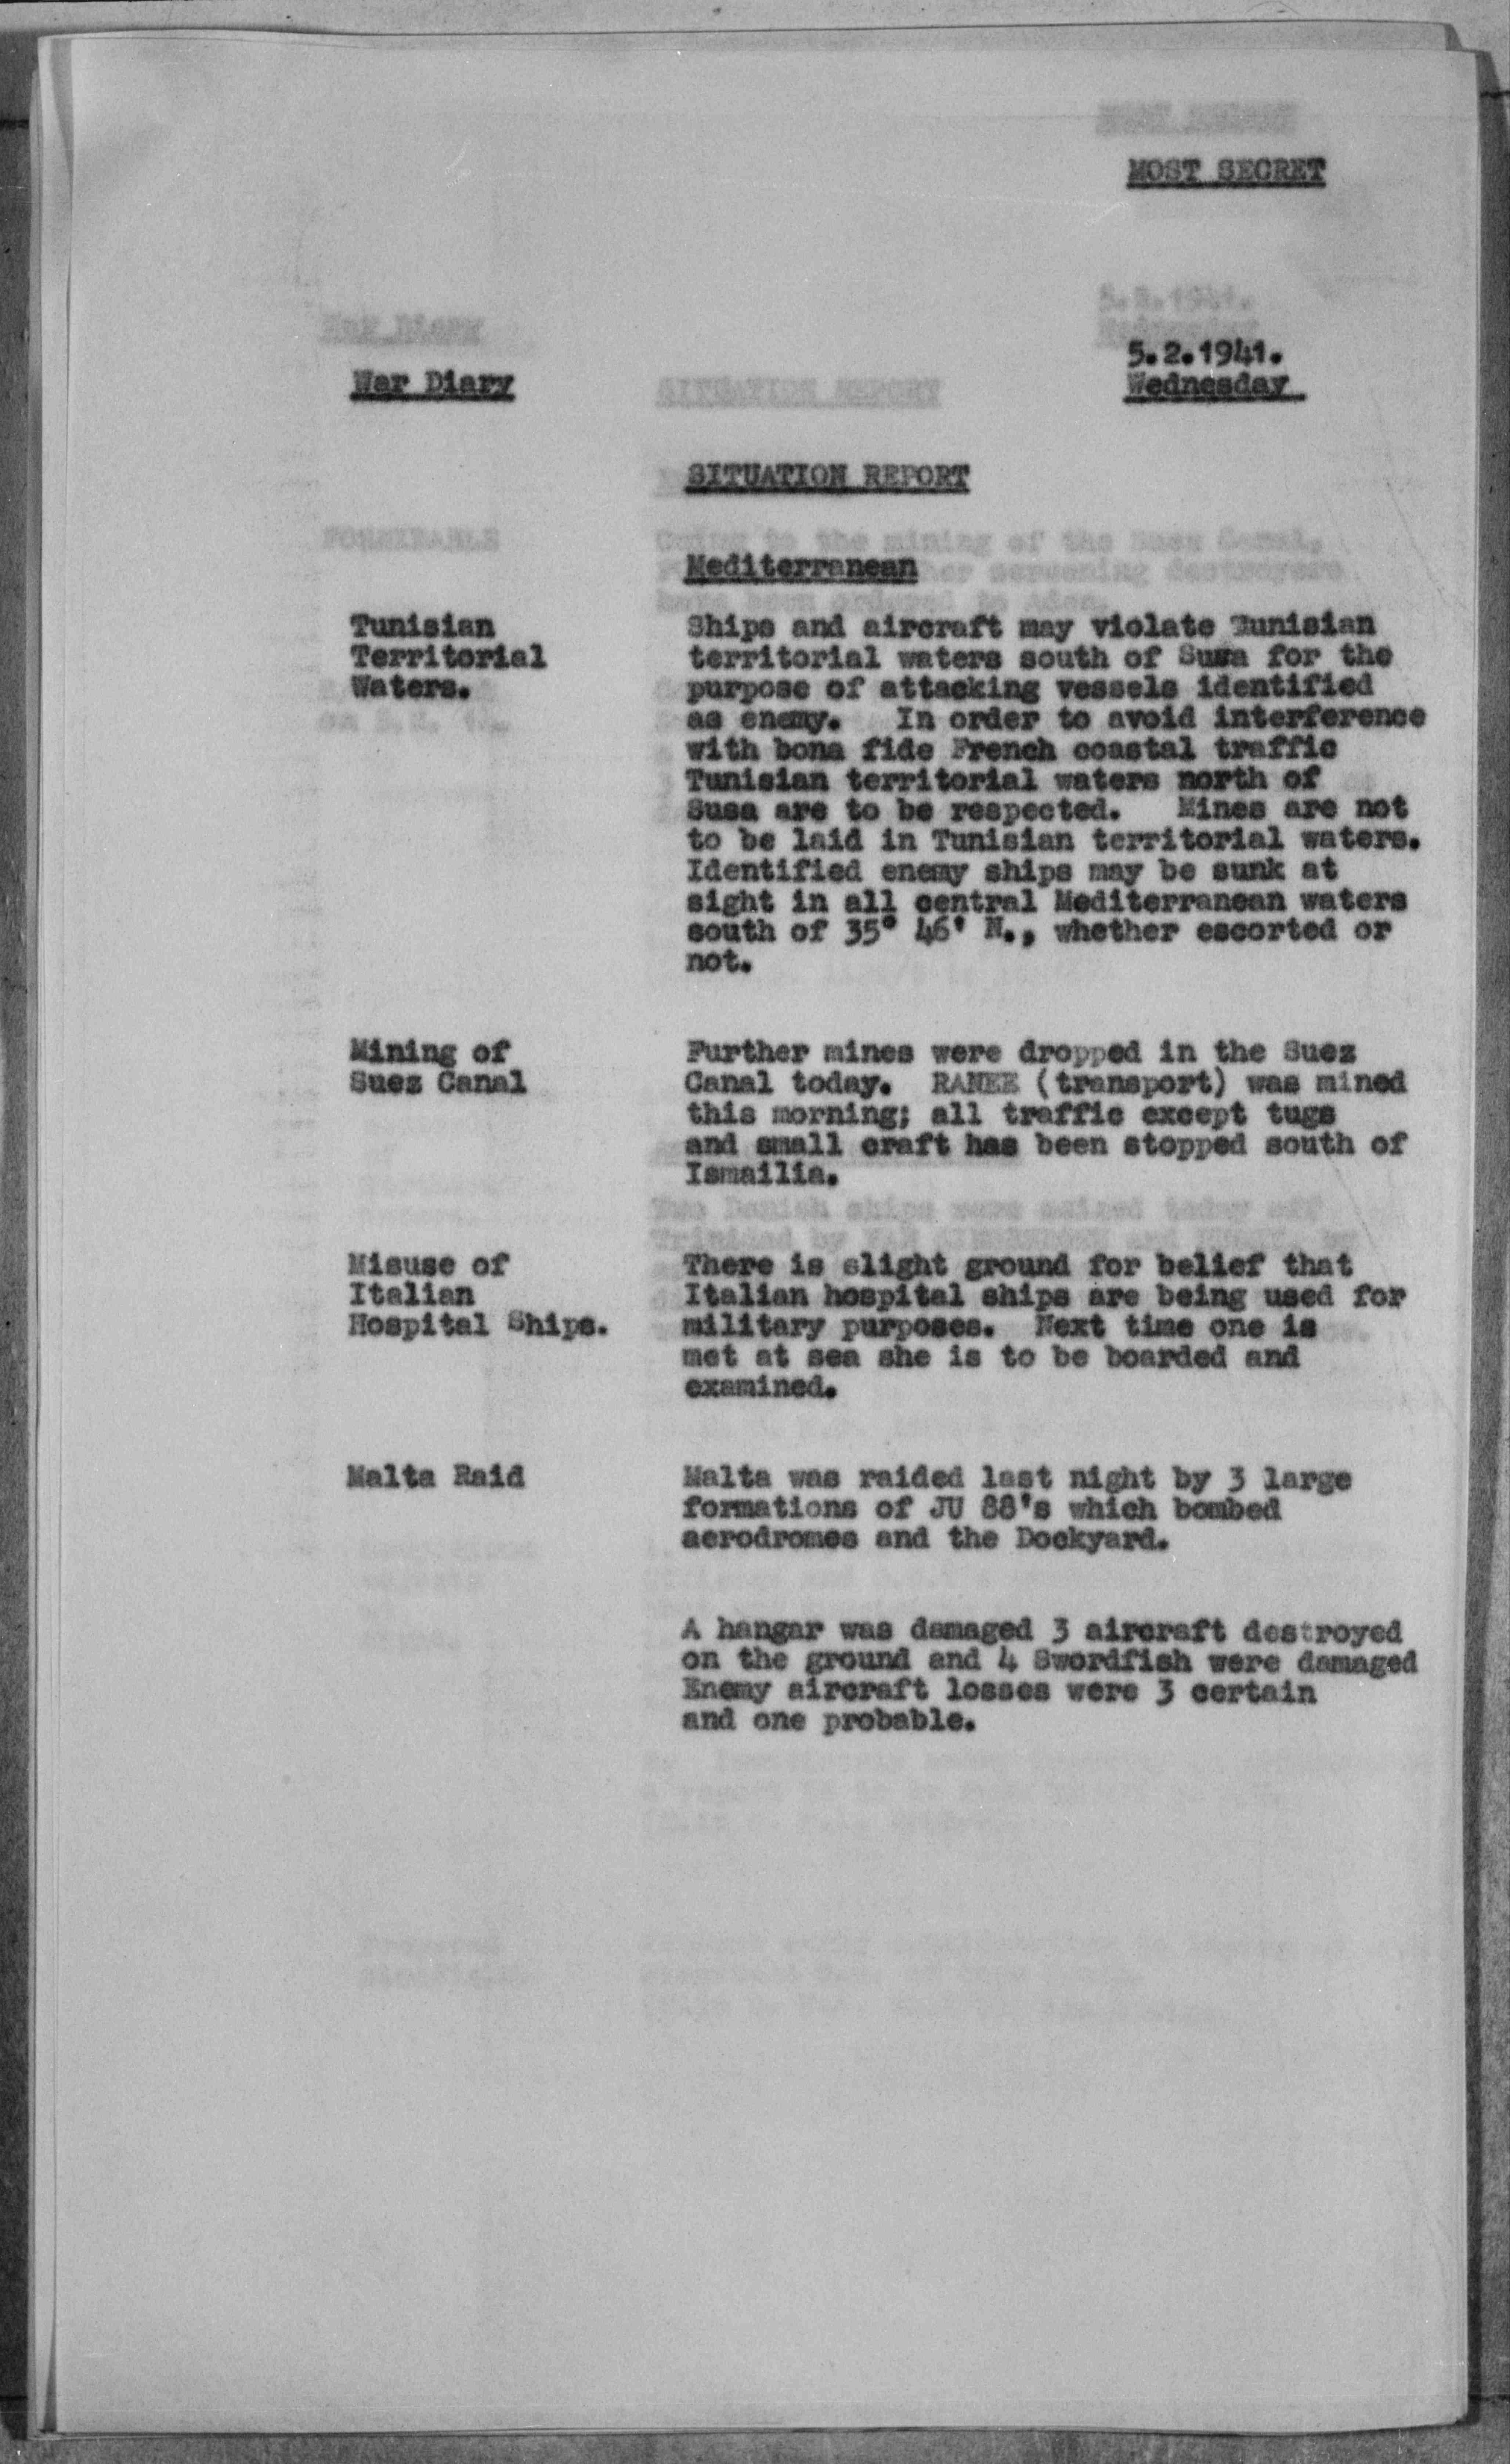 MOST SECRET
5.2.1941.
War Diary
Wednesday
SITUATION REPORT
Mediterranean
Tunisian
Territorial
Waters.
Ships and aircraft may violate Tunisian
territorial waters south of Susa for the
purpose of attacking vessels identified
as enemy. In order to avoid interference
with bona fide French coastal traffic
Tunisian territorial waters north of
Susa are to be respected. Mines are not
to be laid in Tunisian territorial waters.
Identified enemy ships may be sunk at
sight in all central Mediterranean waters
south of 35° 46' N., whether escorted or
not.
Mining of
Suez Canal
Further mines were dropped in the Suez
Canal today. RANEE (transport) was mined
this morning; all traffic except tugs
and small craft has been stopped south of
Ismailia.
Misuse of
Italian
Hospital Ships.
There is slight ground for belief that
Italian hospital ships are being used for
military purposes. Next time one is
met at sea she is to be boarded and
examined.
Malta Raid
Malta was raided last night by 3 large
formations of JU 88's which bombed
aerodromes and the Dockyard.
A hangar was damaged 3 aircraft destroyed
on the ground and 4 Swordfish were damaged
Enemy aircraft losses were 3 certain
and one probable.